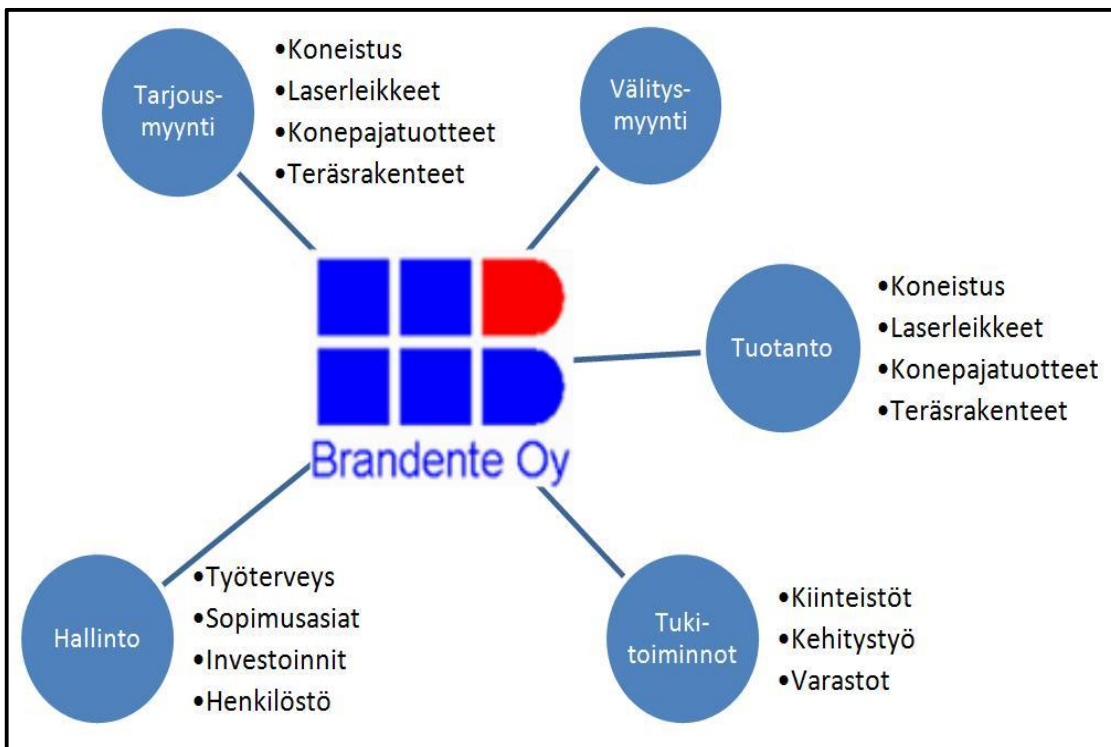 Tarjous-
myynti
•Koneistus
•Laserleikkeet
•Konepajatuotteet
•Teräsrakenteet
Välitys-
myynti
Tuotanto
•Koneistus
•Laserleikkeet
•Konepajatuotteet
•Teräsrakenteet
Brandente Oy
Hallinto
•Työterveys
•Sopimusasiat
•Investoinnit
•Henkilöstö
Tuki-
toiminnot
•Kiinteistöt
•Kehitystyö
•Varastot